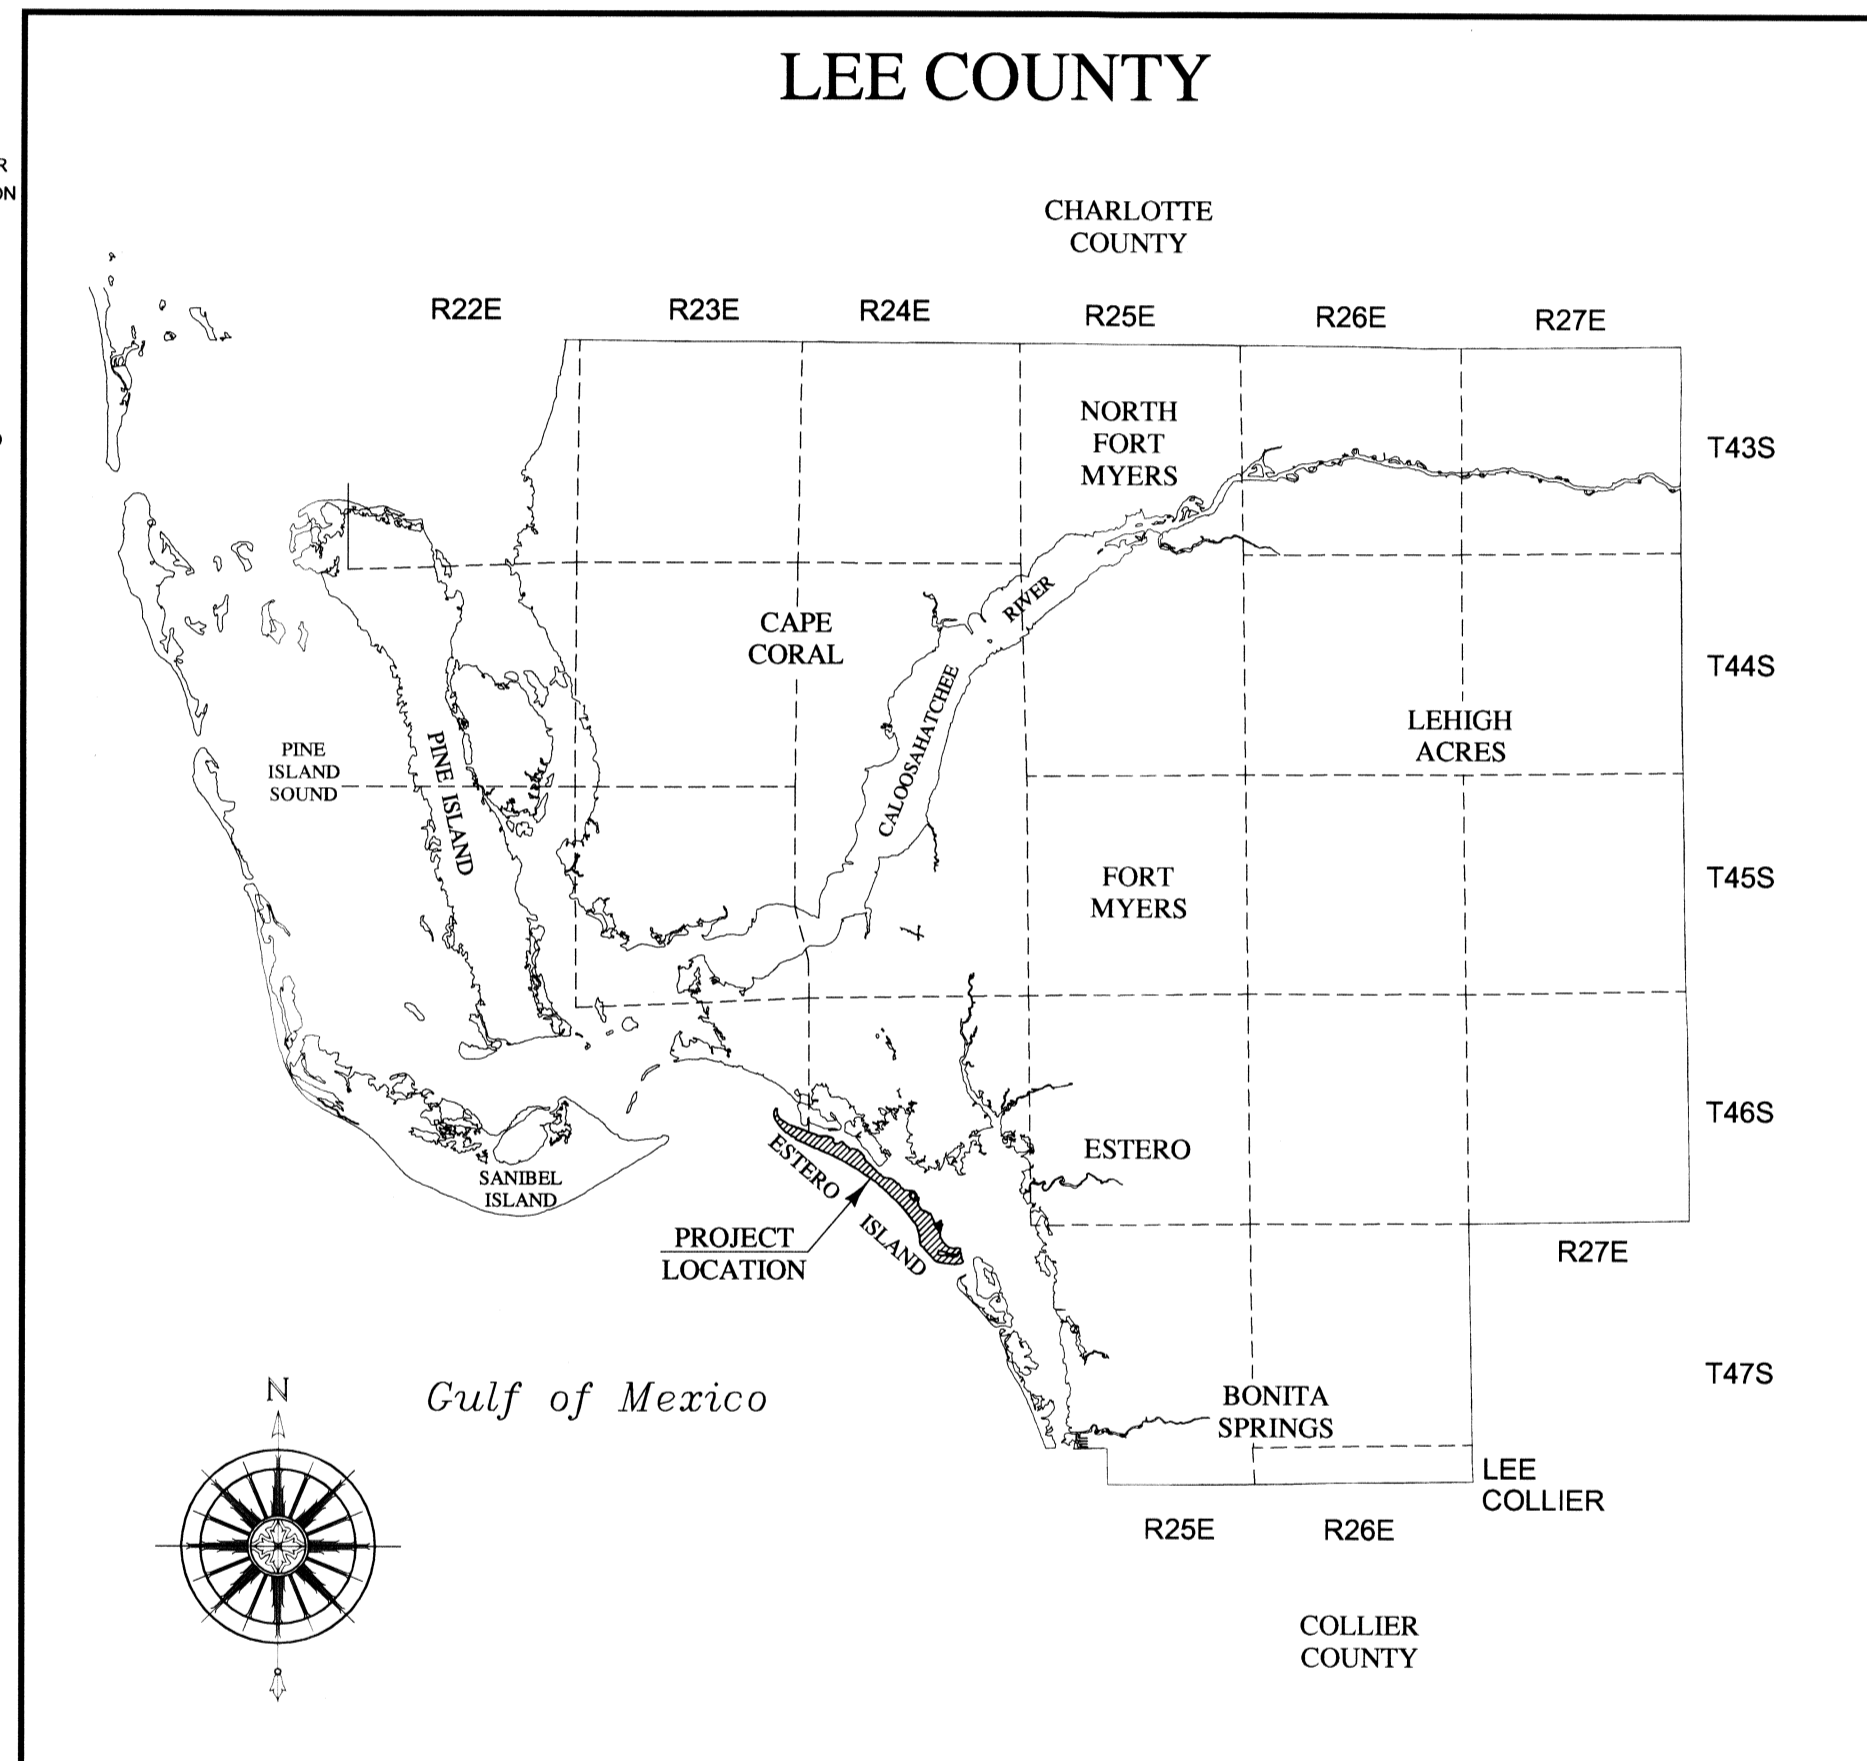 LEE COUNTY
R
ON
CHARLOTTE
COUNTY
R22E
R23E
R24E
R25E
R26E
R27E
NORTH
FORT
MYERS
T43S
RIVER
CAPE
CORAL
T44S
CALOOSAHATCHEE
LEHIGH
ACRES
PINE
ISLAND
SOUND
PINE ISLAND
FORT
MYERS
T45S
T46S
ESTERO
SANIBEL
ISLAND
ESTERO ISLAND
PROJECT
LOCATION
R27E
T47S
N
Gulf of Mexico
BONITA
SPRINGS
LEE
COLLIER
R25E
R26E
COLLIER
COUNTY